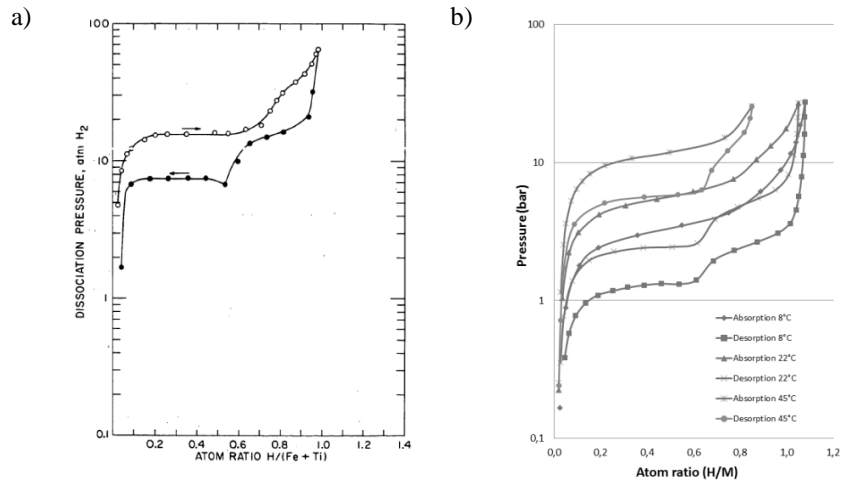 a)
100
10
1
0.1
DISSOCIATION PRESSURE, atm H₂
0.2 0.4 0.6 0.8 1.0 1.2 1.4
ATOM RATIO H/(Fe + Ti)
b)
100
10
1
0,1
Pressure (bar)
Absorption 8°C
Desorption 8°C
Absorption 22°C
Desorption 22°C
Absorption 45°C
Desorption 45°C
0,0 0,2 0,4 0,6 0,8 1,0 1,2
Atom ratio (H/M)